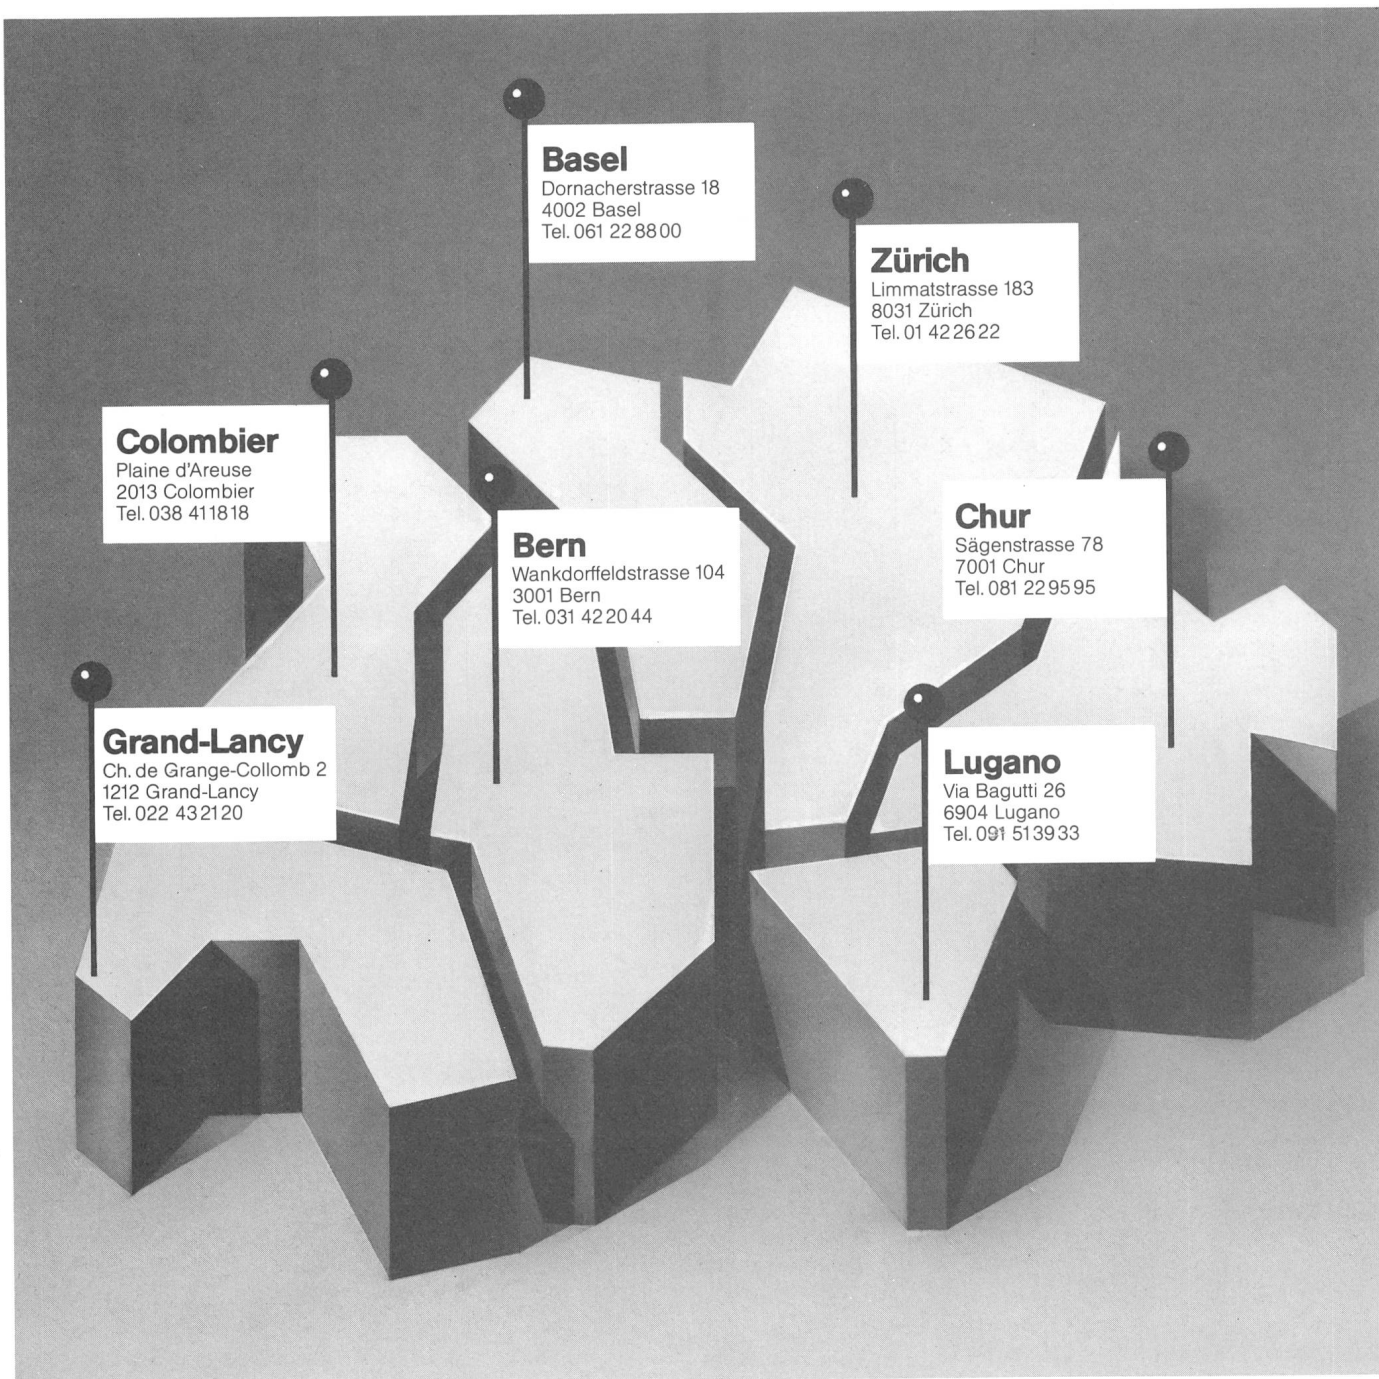 Basel
Dornacherstrasse 18
4002 Basel
Tel. 061 22 88 00
Zürich
Limmatstrasse 183
8031 Zürich
Tel. 01 42 26 22
Colombier
Plaine d'Areuse
2013 Colombier
Tel. 038 41 18 18
Bern
Wankdorffeldstrasse 104
3001 Bern
Tel. 031 42 20 44
Chur
Sägenstrasse 78
7001 Chur
Tel. 081 22 95 95
Grand-Lancy
Ch. de Grange-Collomb 2
1212 Grand-Lancy
Tel. 022 43 21 20
Lugano
Via Bagutti 26
6904 Lugano
Tel. 091 51 39 33